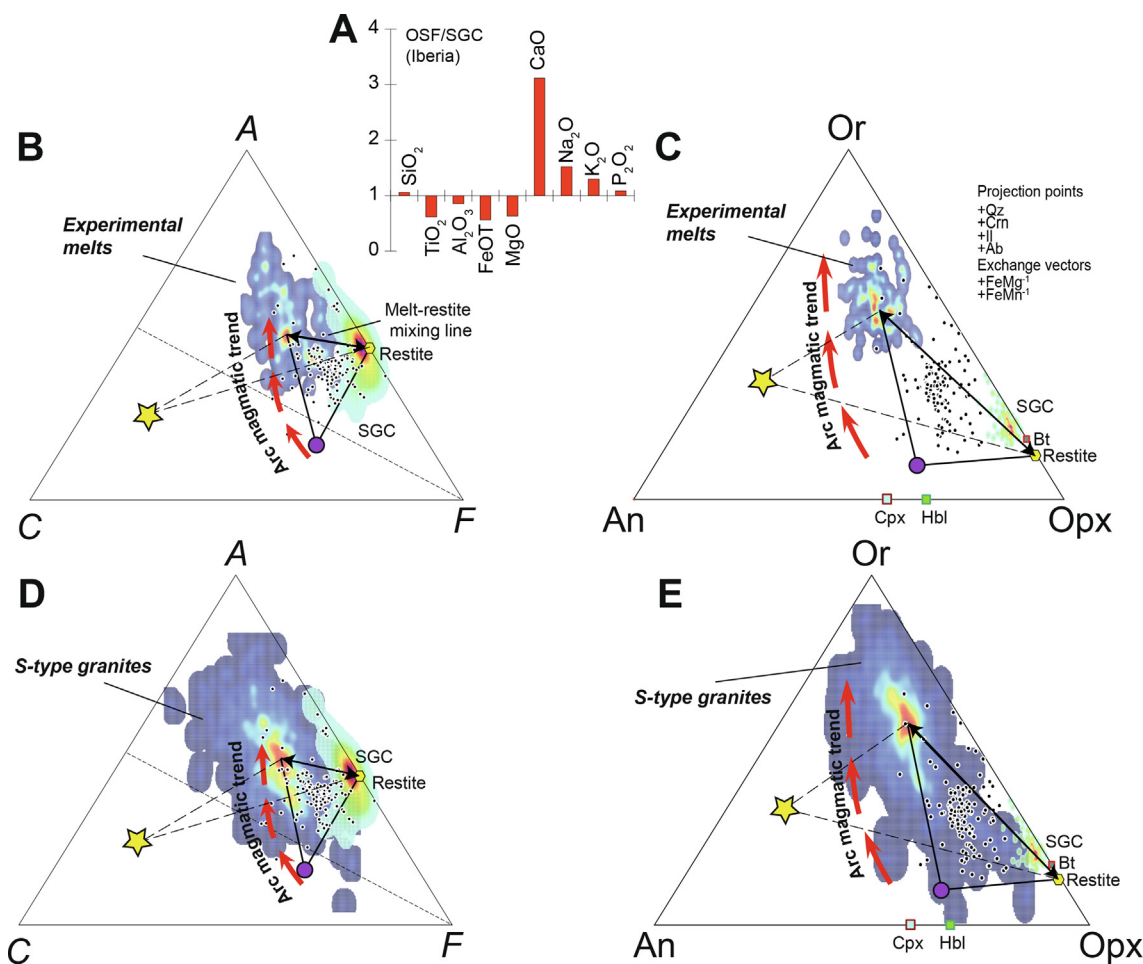 A
OSF/SGC
(Iberia)
4
3
2
1
0
SiO2
TiO2
Al2O3
FeOT
MgO
CaO
Na2O
K2O
P2O2
B
A
Experimental
melts
Melt-restite
mixing line
Restite
Arc magmatic trend
SGC
C
F
C
Or
Experimental
melts
Projection points
+Qz
+Crn
+Il
+Ab
Exchange vectors
+FeMg-1
+FeMn-1
Arc magmatic trend
SGC
Bt
Restite
An
Cpx
Hbl
Opx
D
A
S-type granites
Arc magmatic trend
SGC
Restite
C
F
E
Or
S-type granites
Arc magmatic trend
SGC
Bt
Restite
An
Cpx
Hbl
Opx